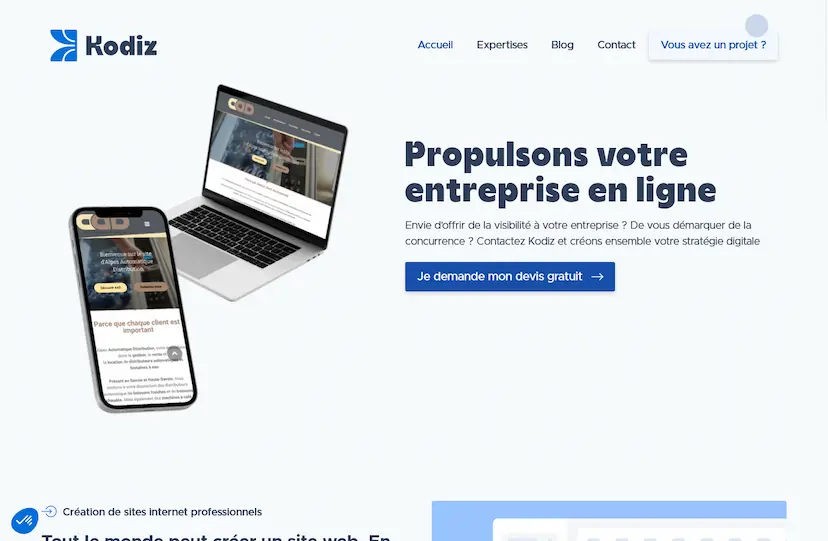 Kodiz
Accueil
Expertises
Blog
Contact
Vous avez un projet ?
Propulsons votre
entreprise en ligne
Envie d'offrir de la visibilité à votre entreprise ? De vous démarquer de la
concurrence ? Contactez Kodiz et créons ensemble votre stratégie digitale
Je demande mon devis gratuit
Bienvenue sur le site
d'Alpes Automatique
Distribution.
Parce que chaque client est
important
Création de sites internet professionnels
Tout le monde peut créer un site web. En